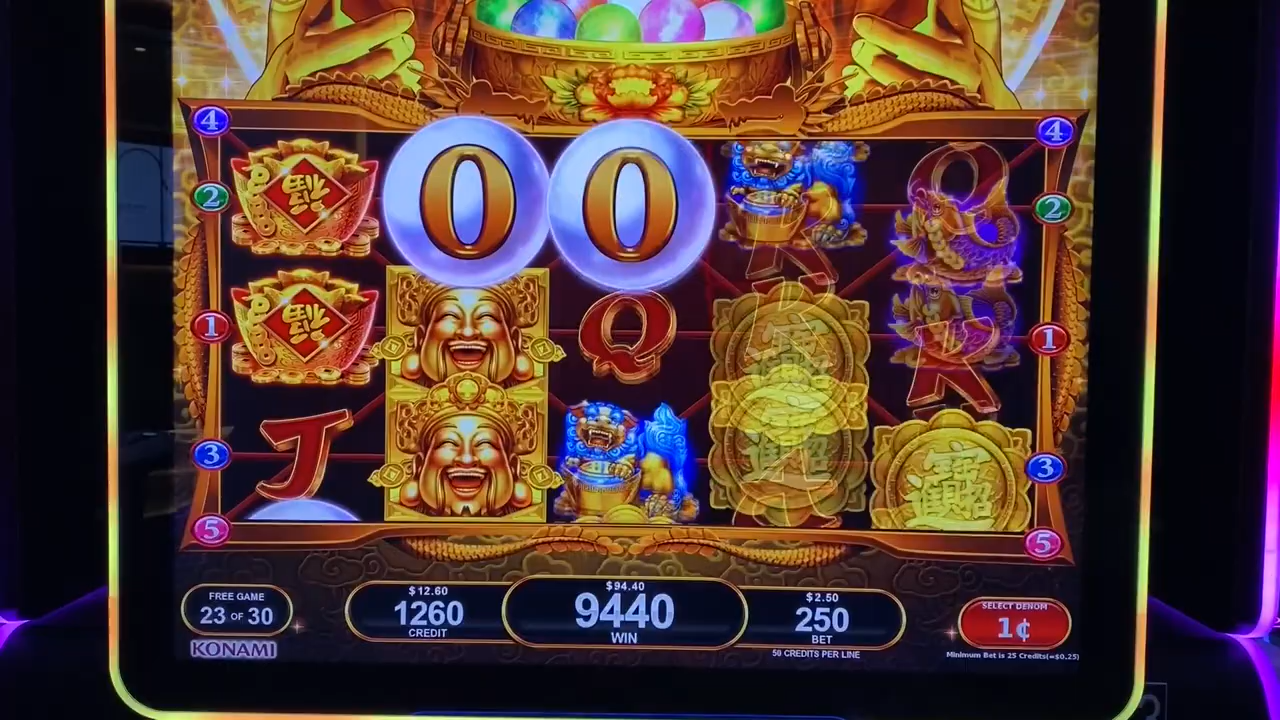 4 4
O O
2 2
福
福
Q
1 1
K
J
3 3
5 5
FREE GAME
23 OF 30
$12.60
1260
CREDIT
$94.40
9440
WIN
$2.50
250
BET
50 CREDITS PER LINE
SELECT DENOM
1¢
KONAMI
Minimum Bet is 25 Credits(=$0.25)